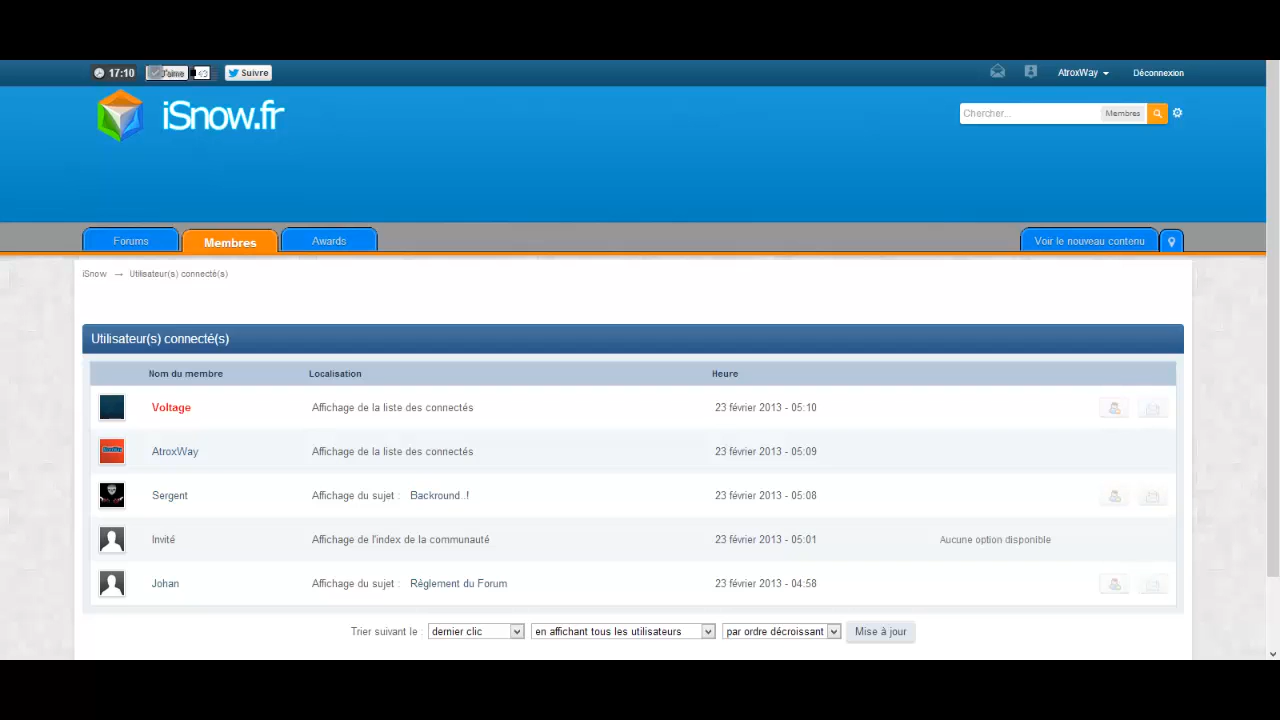 17:10 J'aime 43 Suivre AtroxWay Déconnexion
iSnow.fr Chercher... Membres
Forums Membres Awards Voir le nouveau contenu
iSnow → Utilisateur(s) connecté(s)
Utilisateur(s) connecté(s)
Nom du membre Localisation Heure
Voltage Affichage de la liste des connectés 23 février 2013 - 05:10
AtroxWay Affichage de la liste des connectés 23 février 2013 - 05:09
Sergent Affichage du sujet : Backround..! 23 février 2013 - 05:08
Invité Affichage de l'index de la communauté 23 février 2013 - 05:01 Aucune option disponible
Johan Affichage du sujet : Règlement du Forum 23 février 2013 - 04:58
Trier suivant le : dernier clic en affichant tous les utilisateurs par ordre décroissant Mise à jour